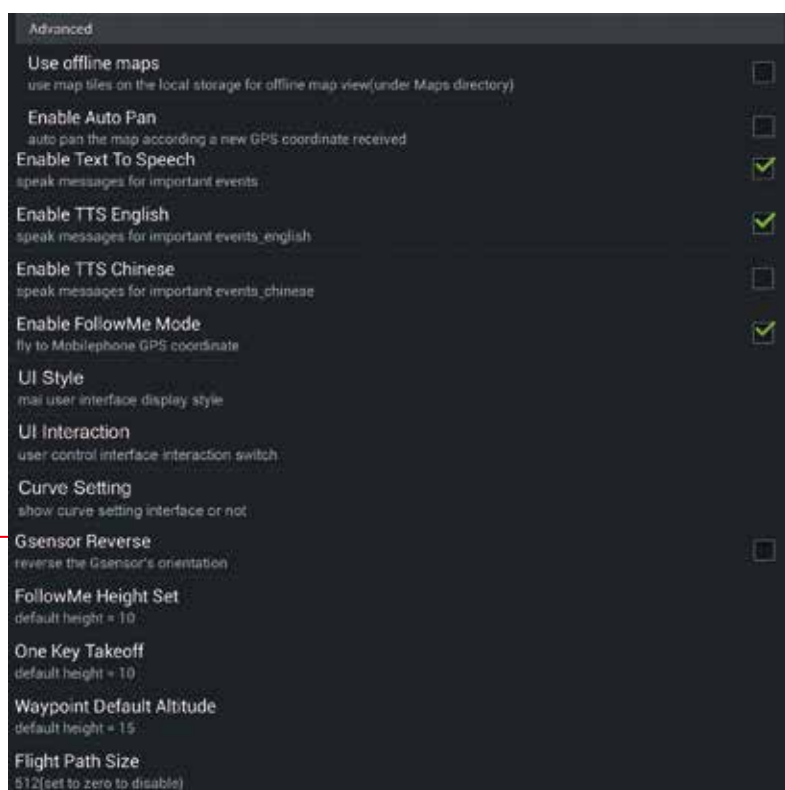 Advanced
Use offline maps
use map tiles on the local storage for offline map view(under Maps directory)
Enable Auto Pan
auto pan the map according a new GPS coordinate received
Enable Text To Speech
speak messages for important events
Enable TTS English
speak messages for important events_english
Enable TTS Chinese
speak messages for important events_chinese
Enable FollowMe Mode
fly to Mobilephone GPS coordinate
UI Style
mai user interface display style
UI Interaction
user control interface interaction switch
Curve Setting
show curve setting interface or not
Gsensor Reverse
reverse the Gsensor's orientation
FollowMe Height Set
default height = 10
One Key Takeoff
default height = 10
Waypoint Default Altitude
default height = 15
Flight Path Size
512(set to zero to disable)